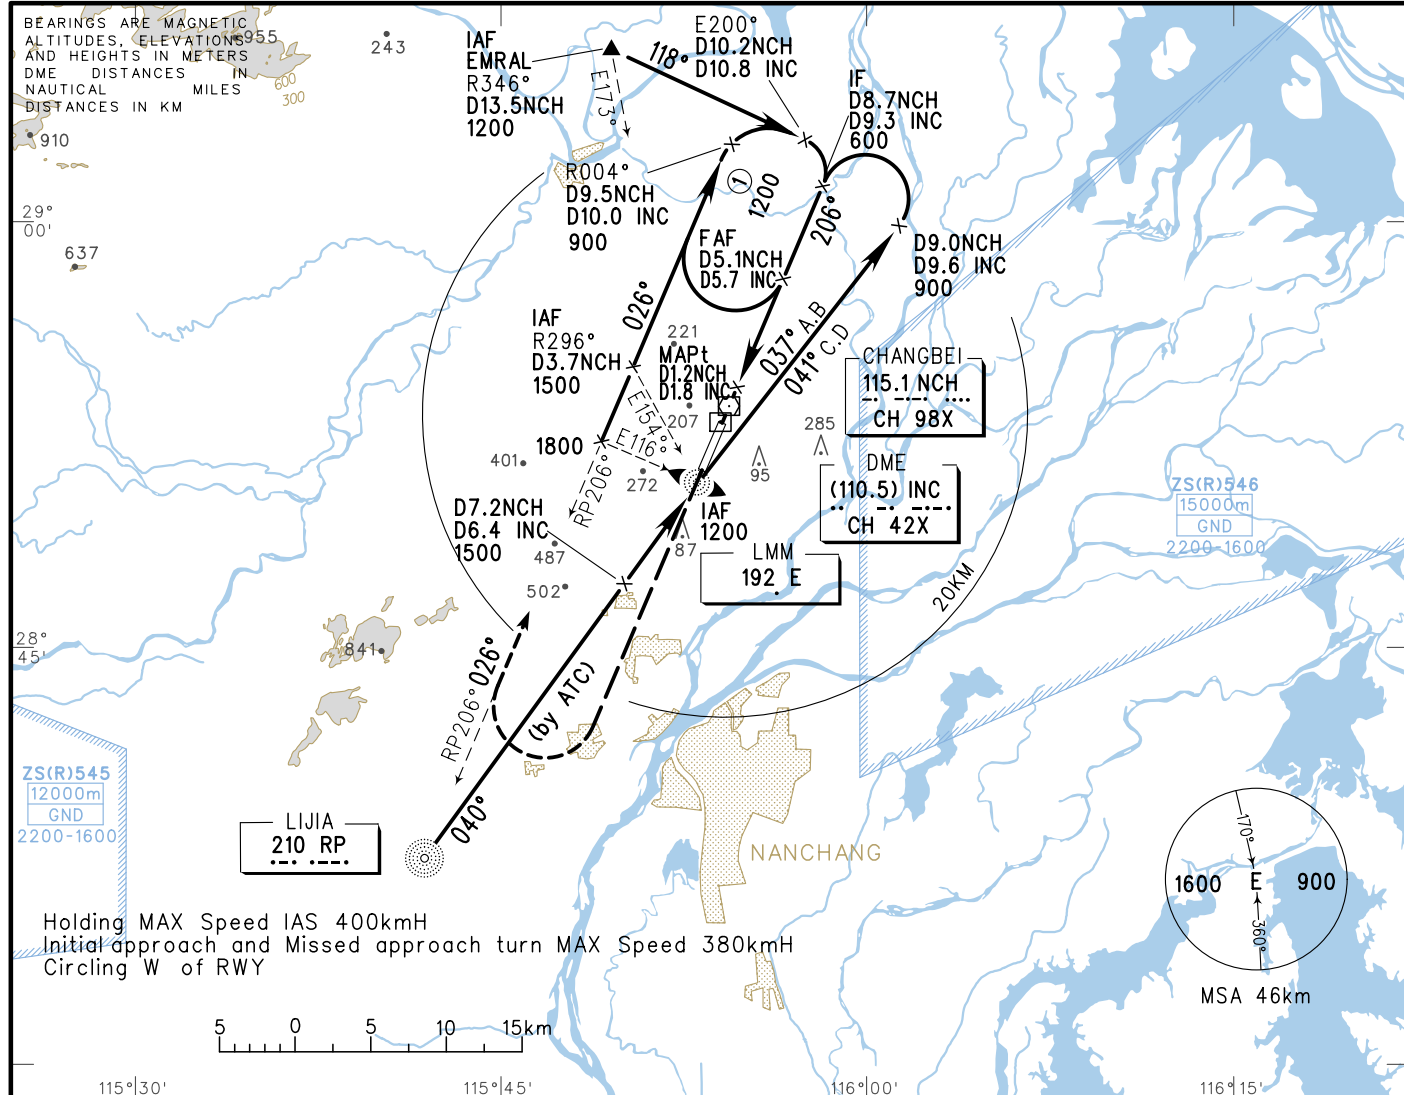 BEARINGS ARE MAGNETIC
ALTITUDES, ELEVATIONS
AND HEIGHTS IN METERS
DME DISTANCES IN
NAUTICAL MILES
DISTANCES IN KM
955
243
600
300
910
637
29°
00'
IAF
EMRAL
R346°
D13.5NCH
1200
E173°
118°
E200°
D10.2NCH
D10.8 INC
IF
D8.7NCH
D9.3 INC
600
R004°
D9.5NCH
D10.0 INC
900
1
1200
206°
FAF
D5.1NCH
D5.7 INC
D9.0NCH
D9.6 INC
900
026°
IAF
R296°
D3.7NCH
1500
221
MAPt
D1.2NCH
D1.8 INC
207
037° A.B
041° C.D
CHANGBEI
115.1 NCH
CH 98X
E154°
1800
E116°
RP206°
401
272
285
95
DME
(110.5) INC
CH 42X
ZS(R)546
15000m
GND
2200-1600
D7.2NCH
D6.4 INC
1500
IAF
1200
87
487
502
LMM
192 E
20KM
28°
45'
841
026°
RP206°
(by ATC)
040°
ZS(R)545
12000m
GND
2200-1600
LIJIA
210 RP
NANCHANG
170°
1600 E 900
360°
MSA 46km
Holding MAX Speed IAS 400kmH
Initial approach and Missed approach turn MAX Speed 380kmH
Circling W of RWY
5 0 5 10 15km
115°30' 115°45' 116°00' 116°15'